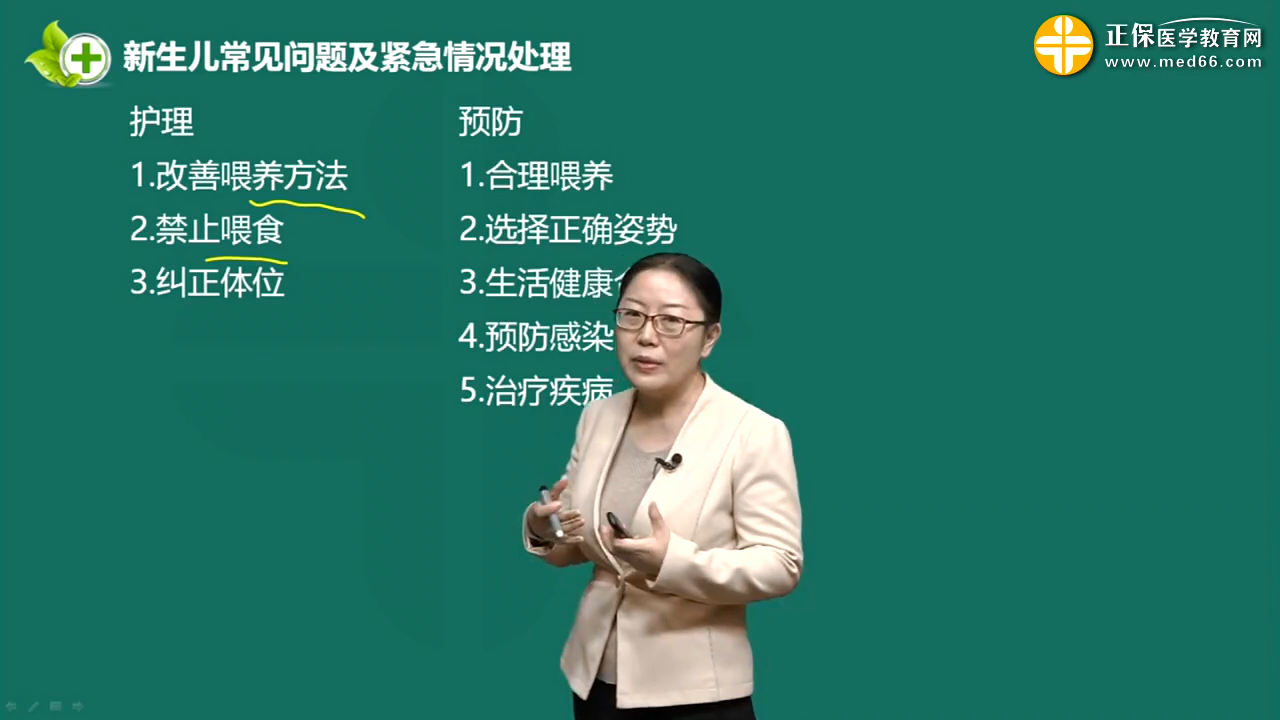 新生儿常见问题及紧急情况处理
正保医学教育网
www.med66.com
护理
1.改善喂养方法
2.禁止喂食
3.纠正体位
预防
1.合理喂养
2.选择正确姿势
3.生活健康
4.预防感染
5.治疗疾病